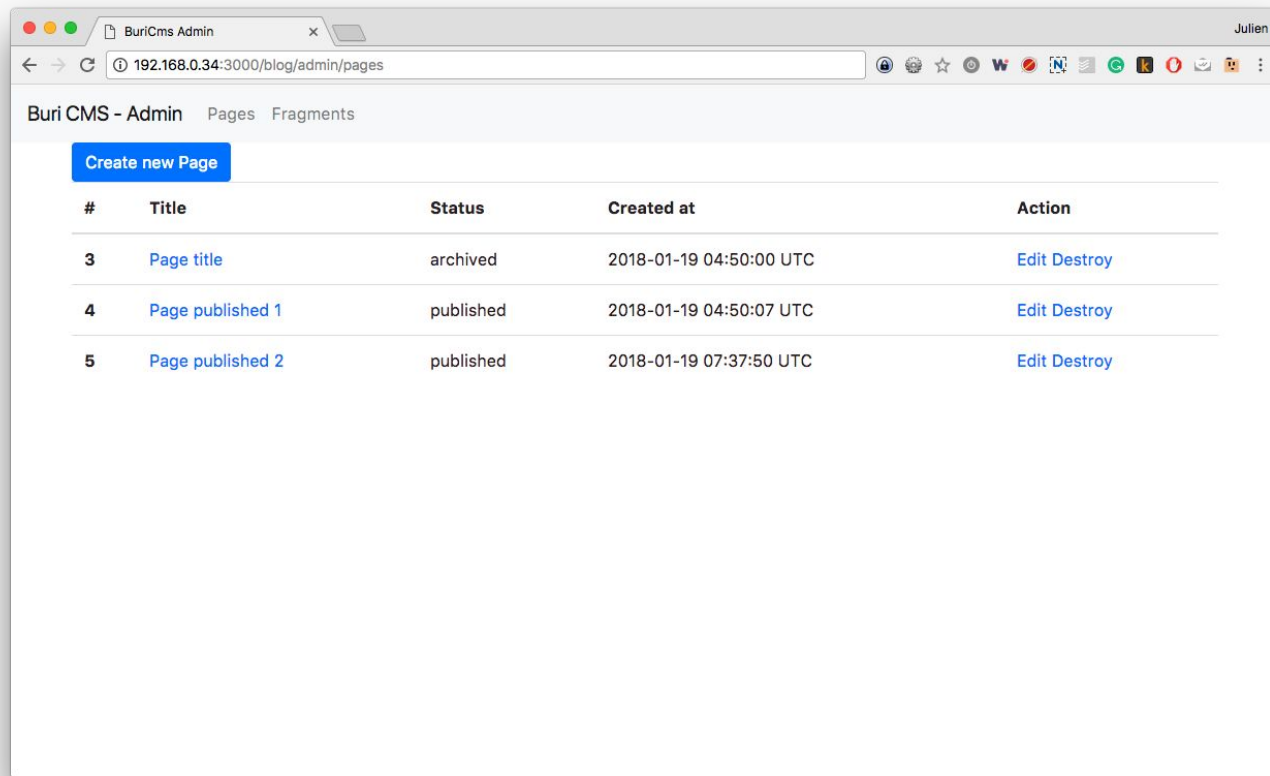 BuriCms Admin
Julien
192.168.0.34:3000/blog/admin/pages
Buri CMS - Admin Pages Fragments
Create new Page
# Title Status Created at Action
3 Page title archived 2018-01-19 04:50:00 UTC Edit Destroy
4 Page published 1 published 2018-01-19 04:50:07 UTC Edit Destroy
5 Page published 2 published 2018-01-19 07:37:50 UTC Edit Destroy